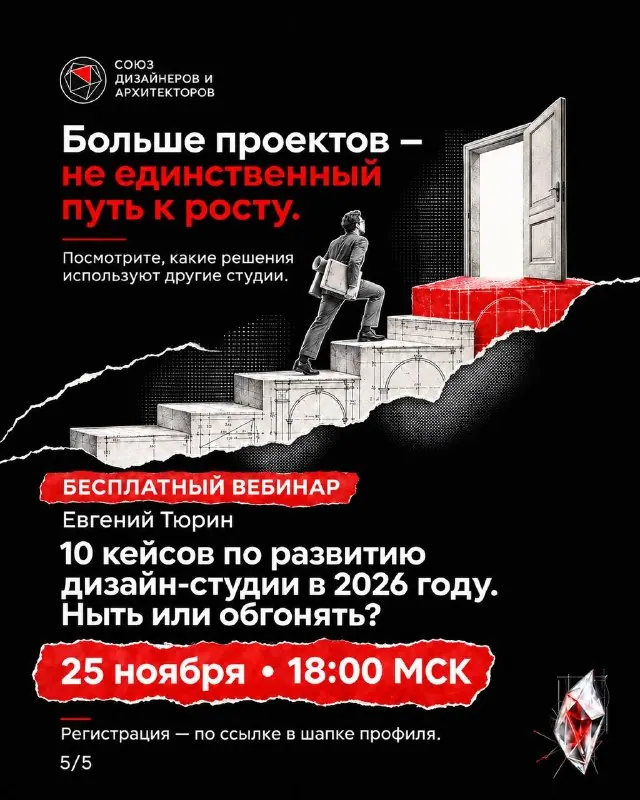 СОЮЗ
ДИЗАЙНЕРОВ И
АРХИТЕКТОРОВ
Больше проектов –
не единственный
путь к росту.
Посмотрите, какие решения
используют другие студии.
БЕСПЛАТНЫЙ ВЕБИНАР
Евгений Тюрин
10 кейсов по развитию
дизайн-студии в 2026 году.
Ныть или обгонять?
25 ноября • 18:00 МСК
Регистрация — по ссылке в шапке профиля.
5/5